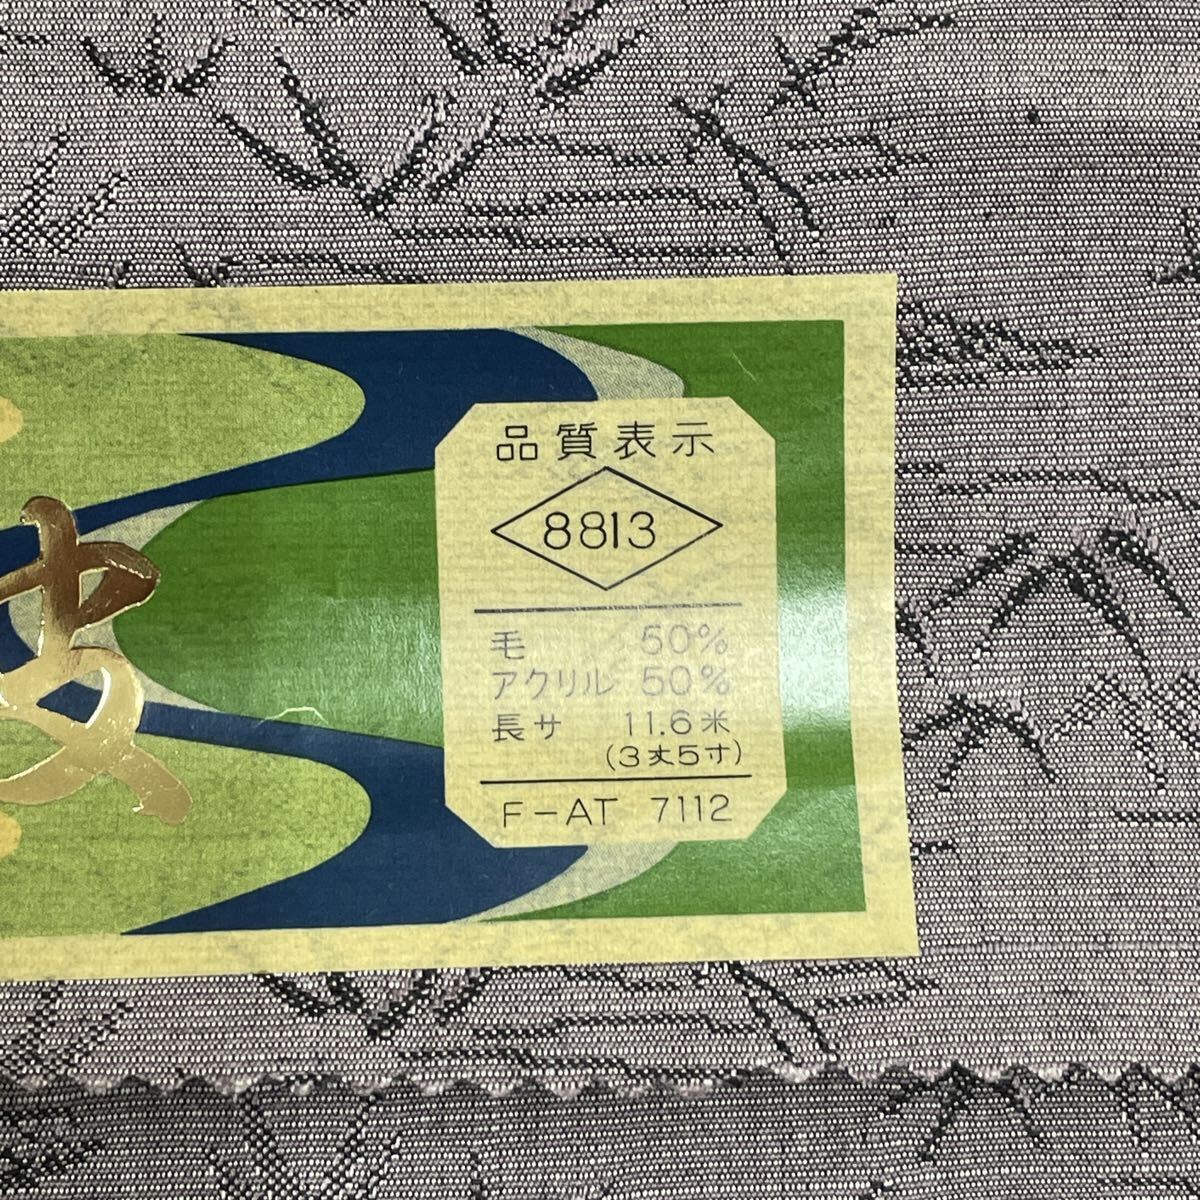 品質表示
8813
毛 50%
アクリル 50%
長サ 11.6米
(3丈5寸)
F-AT 7112